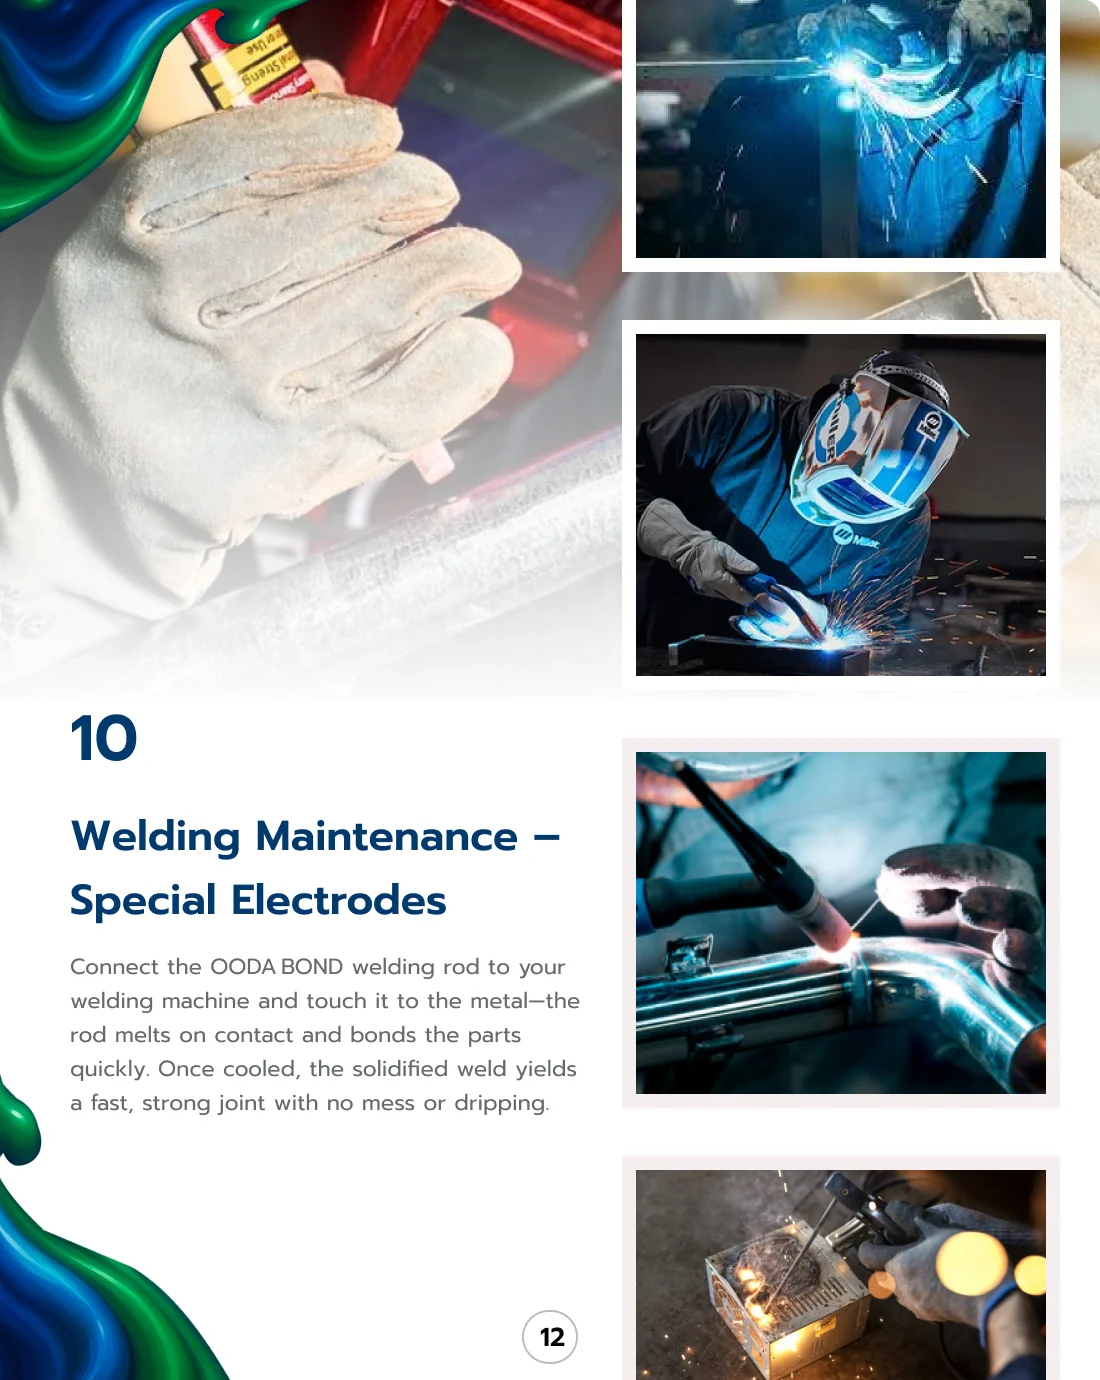 10
Welding Maintenance –
Special Electrodes
Connect the OODA BOND welding rod to your
welding machine and touch it to the metal—the
rod melts on contact and bonds the parts
quickly. Once cooled, the solidified weld yields
a fast, strong joint with no mess or dripping.
12
Miller